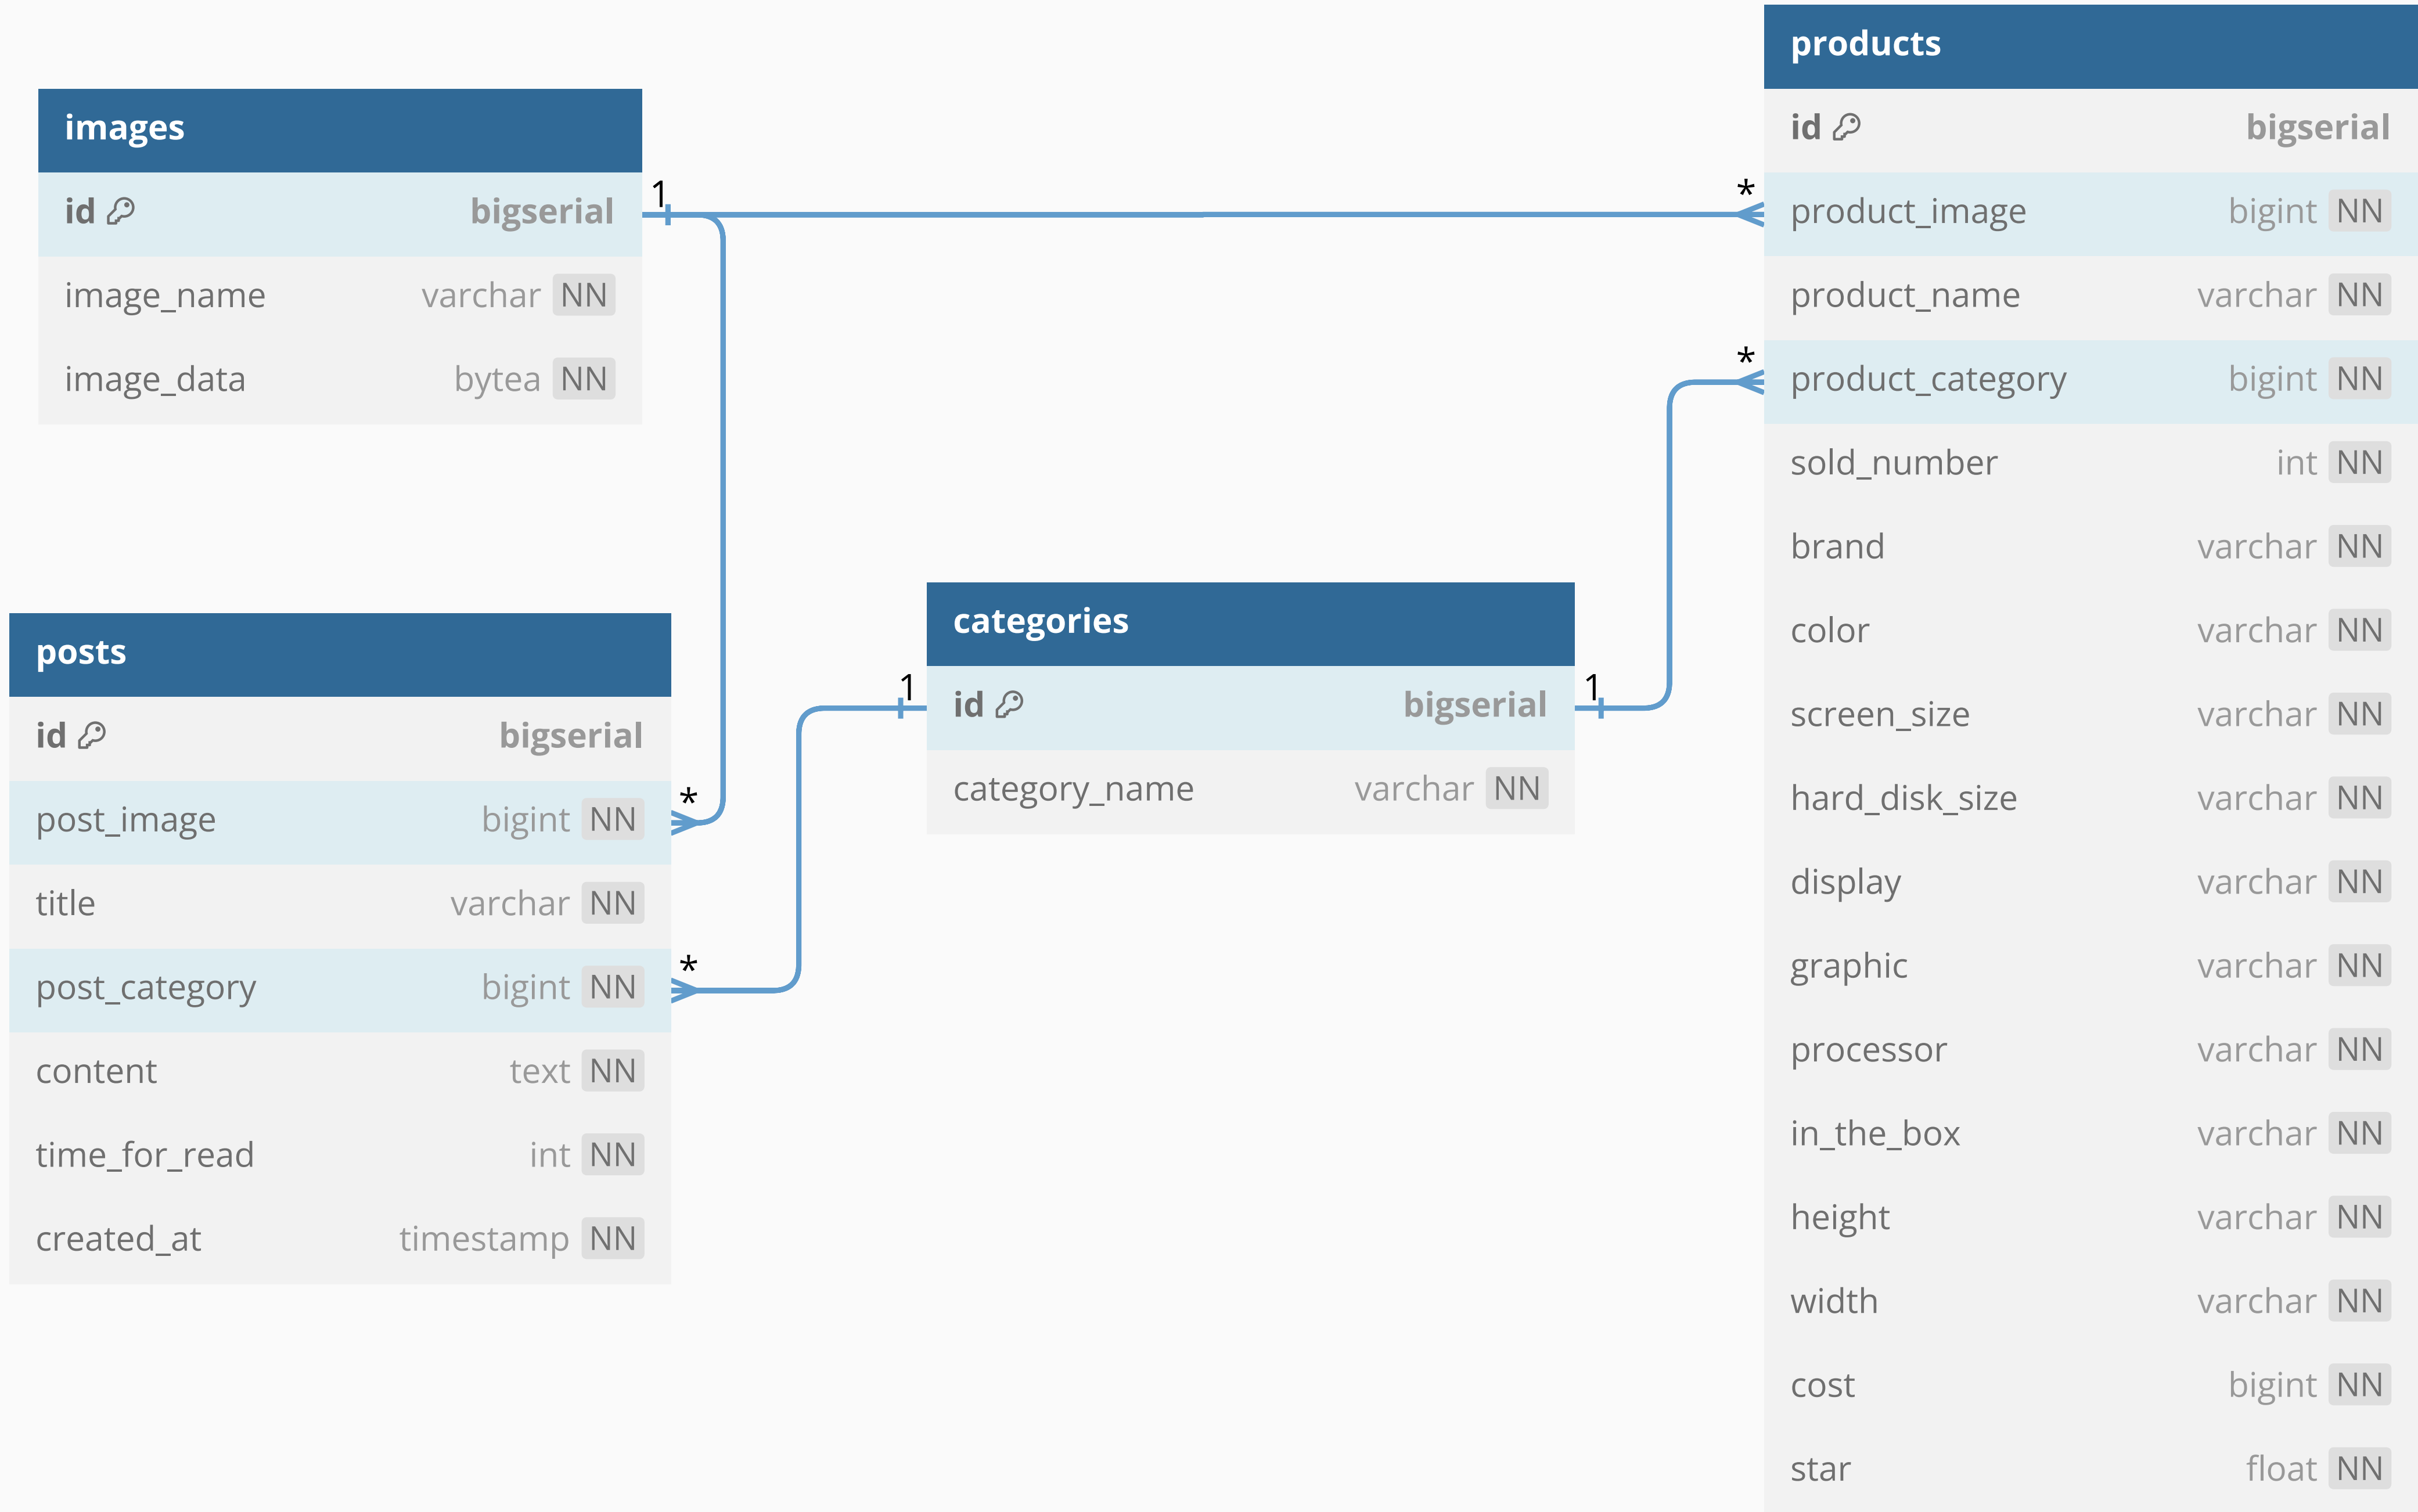 images
id bigserial
image_name varchar NN
image_data bytea NN
posts
id bigserial
post_image bigint NN
title varchar NN
post_category bigint NN
content text NN
time_for_read int NN
created_at timestamp NN
1
*
*
1
categories
id bigserial
category_name varchar NN
1
*
*
products
id bigserial
product_image bigint NN
product_name varchar NN
product_category bigint NN
sold_number int NN
brand varchar NN
color varchar NN
screen_size varchar NN
hard_disk_size varchar NN
display varchar NN
graphic varchar NN
processor varchar NN
in_the_box varchar NN
height varchar NN
width varchar NN
cost bigint NN
star float NN